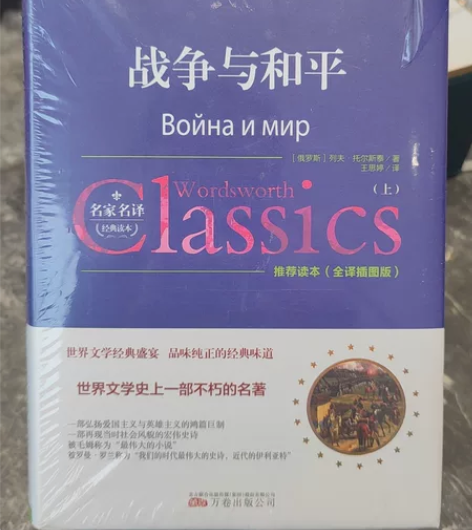 战争与和平
Война и мир
[俄罗斯] 列夫·托尔斯泰／著
王思婷／译
(上)
名家名译
经典读本
Wordsworth
Classics
推荐读本（全译插图版）
世界文学经典盛宴 品味纯正的经典味道
世界文学史上一部不朽的名著
一部弘扬爱国主义与英雄主义的鸿篇巨制
一部再现当时社会风貌的宏伟史诗
被毛姆称为“最伟大的小说”
被罗曼·罗兰称为“我们的时代最伟大的史诗、近代的伊利亚特”
万卷出版公司